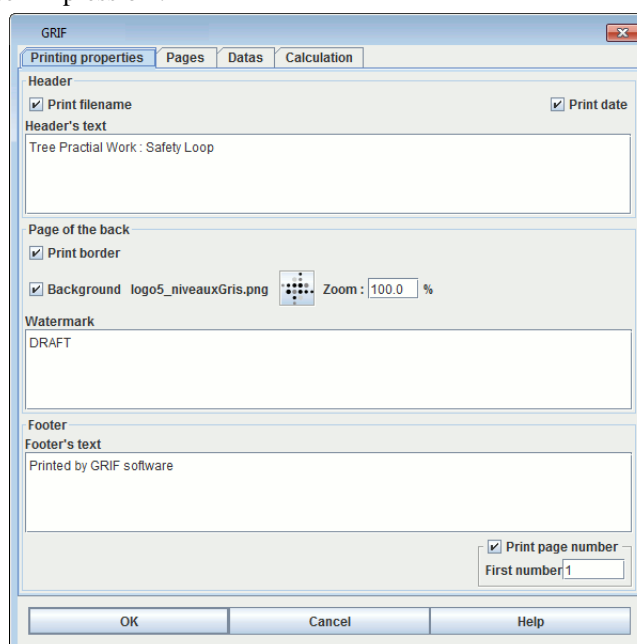 GRIF
Printing properties Pages Datas Calculation
Header
Print filename Print date
Header's text
Tree Practial Work : Safety Loop
Page of the back
Print border
Background logo5_niveauxGris.png Zoom : 100.0 %
Watermark
DRAFT
Footer
Footer's text
Printed by GRIF software
Print page number
First number 1
OK Cancel Help